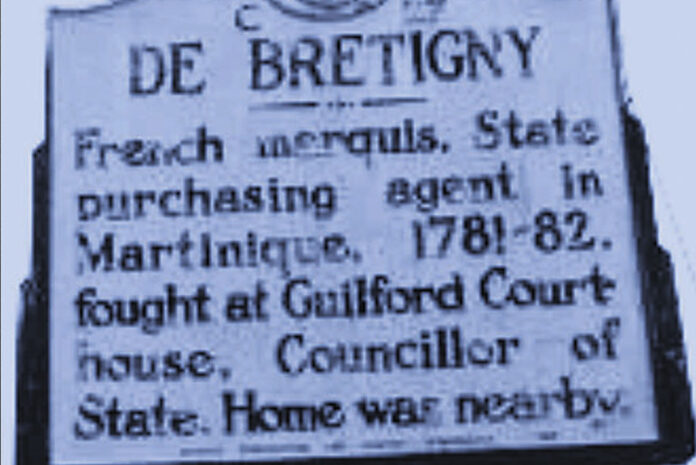 C
DE BRETIGNY
French marquis. State
purchasing agent in
Martinique. 1781-82.
fought at Guilford Court-
house. Councillor of
State. Home was nearby.